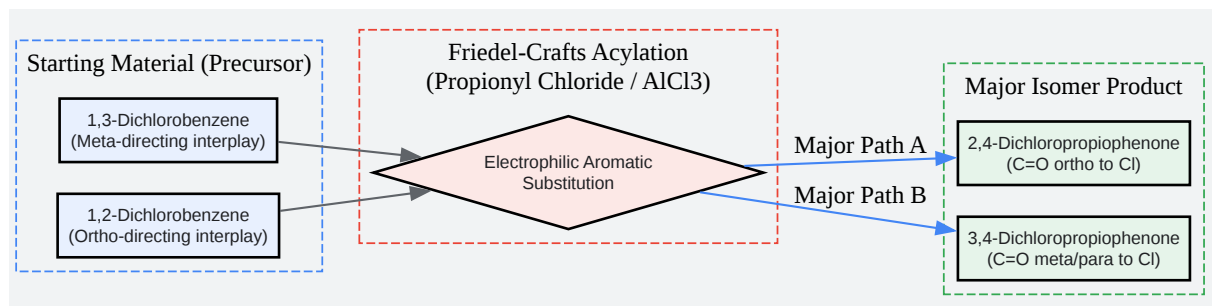 Starting Material (Precursor)
1,3-Dichlorobenzene
(Meta-directing interplay)
1,2-Dichlorobenzene
(Ortho-directing interplay)
Friedel-Crafts Acylation
(Propionyl Chloride / AlCl3)
Electrophilic Aromatic
Substitution
Major Path A
Major Path B
Major Isomer Product
2,4-Dichloropropiophenone
(C=O ortho to Cl)
3,4-Dichloropropiophenone
(C=O meta/para to Cl)